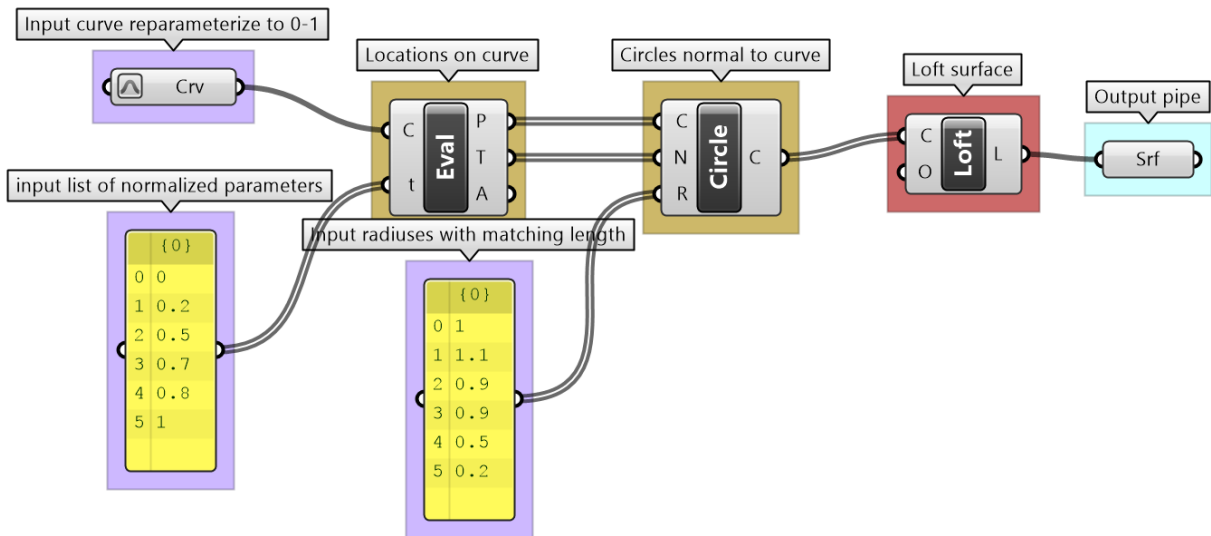 Input curve reparameterize to 0-1
Crv
Locations on curve
C
t
Eval
P
T
A
Circles normal to curve
C
N
R
Circle
C
Loft surface
C
O
Loft
L
Output pipe
Srf
input list of normalized parameters
{0}
0 0
1 0.2
2 0.5
3 0.7
4 0.8
5 1
Input radiuses with matching length
{0}
0 1
1 1.1
2 0.9
3 0.9
4 0.5
5 0.2